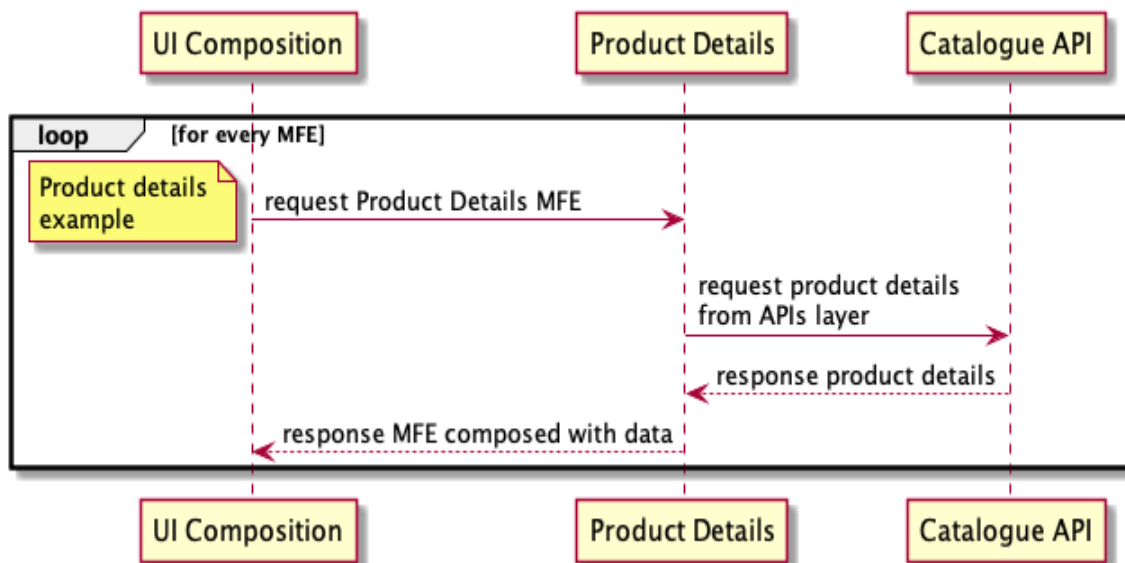 UI Composition
Product Details
Catalogue API
loop
[for every MFE]
Product details
example
request Product Details MFE
request product details
from APIs layer
response product details
response MFE composed with data
UI Composition
Product Details
Catalogue API